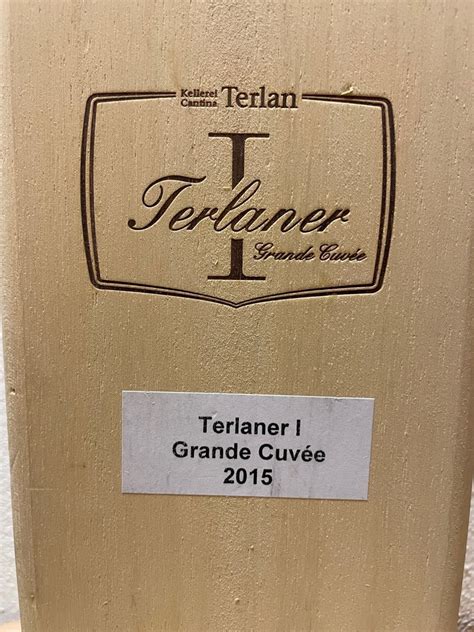 Kellerei
Cantina Terlan
I
Terlaner
Grande Cuvée
Terlaner I
Grande Cuvée
2015